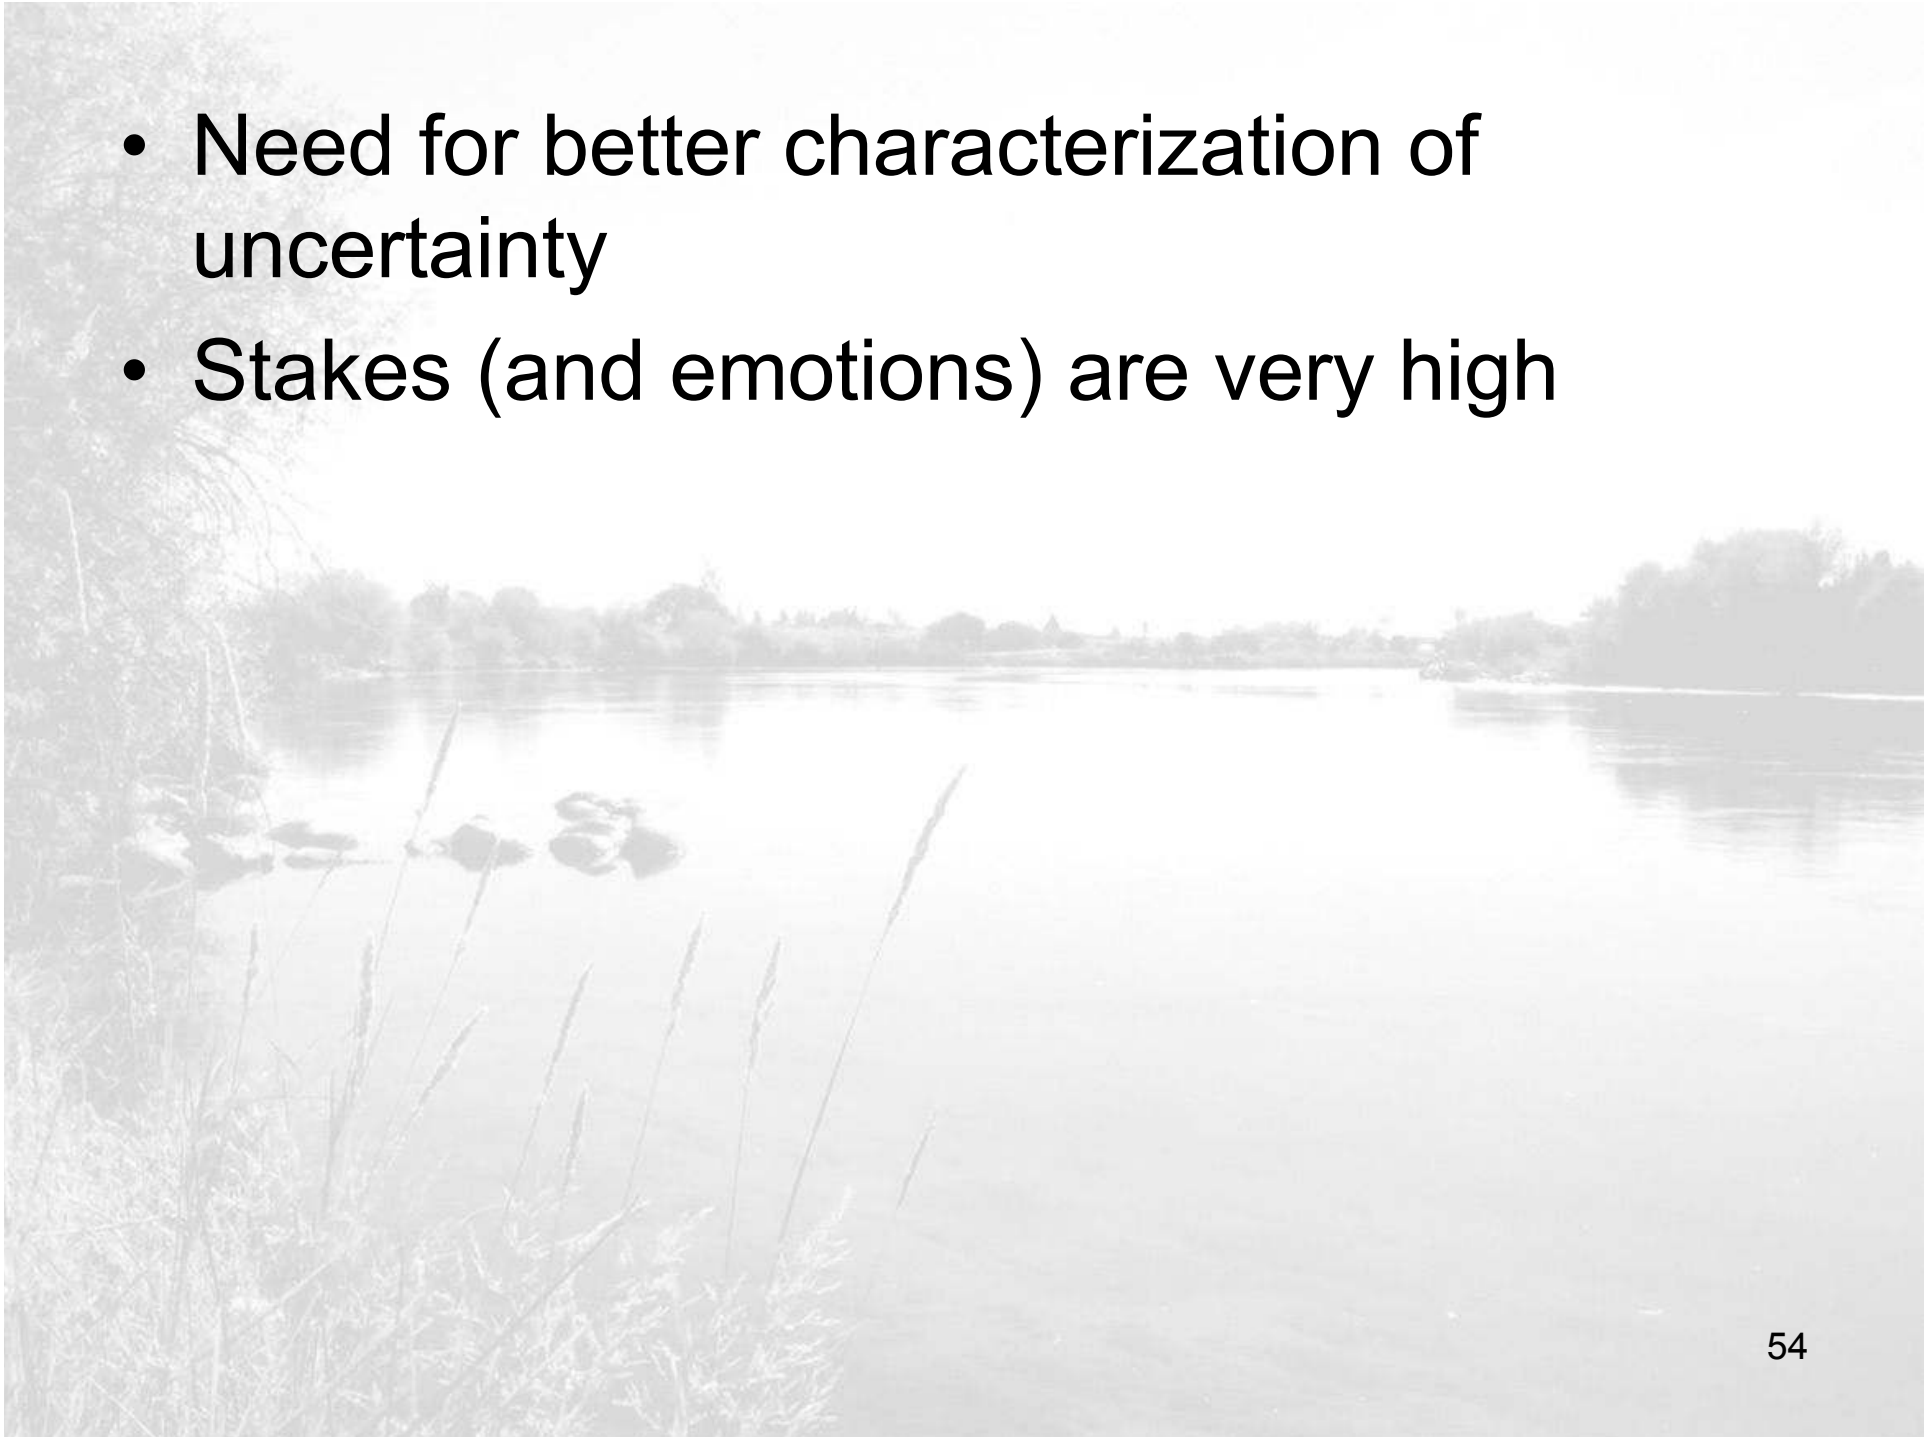 • Need for better characterization of
uncertainty
• Stakes (and emotions) are very high
54